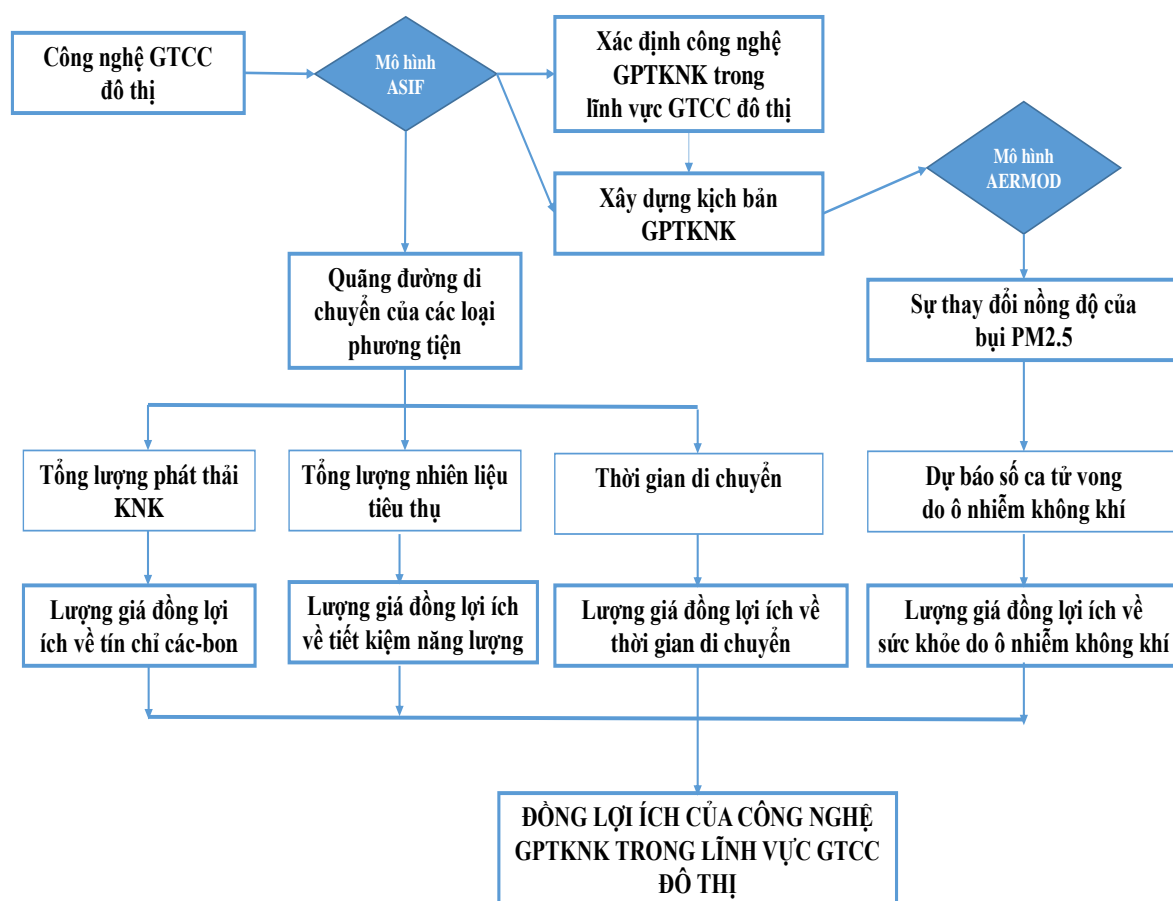 Công nghệ GTCC
đô thị
Mô hình
ASIF
Xác định công nghệ
GPTKNK trong
lĩnh vực GTCC đô thị
Xây dựng kịch bản
GPTKNK
Mô hình
AERMOD
Quãng đường di
chuyển của các loại
phương tiện
Sự thay đổi nồng độ của
bụi PM2.5
Tổng lượng phát thải
KNK
Tổng lượng nhiên liệu
tiêu thụ
Thời gian di chuyển
Dự báo số ca tử vong
do ô nhiễm không khí
Lượng giá đồng lợi
ích về tín chỉ các-bon
Lượng giá đồng lợi ích
về tiết kiệm năng lượng
Lượng giá đồng lợi ích về
thời gian di chuyển
Lượng giá đồng lợi ích về
sức khỏe do ô nhiễm không khí
ĐỒNG LỢI ÍCH CỦA CÔNG NGHỆ
GPTKNK TRONG LĨNH VỰC GTCC
ĐÔ THỊ